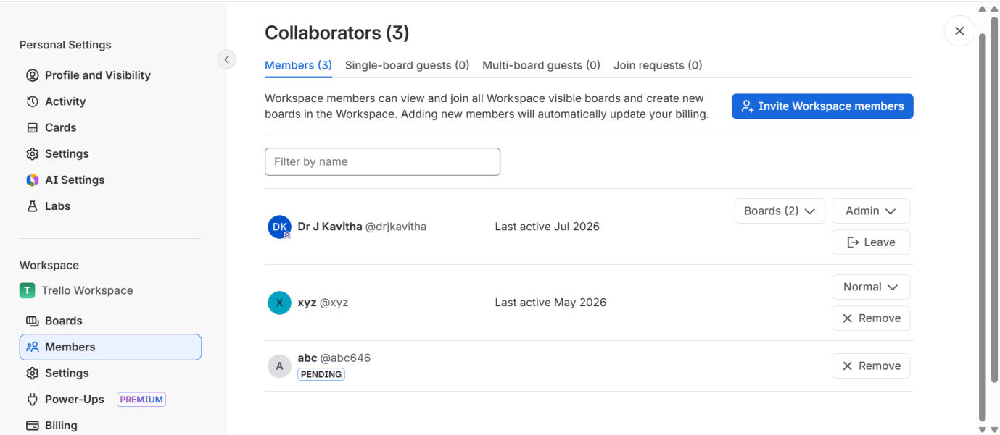 Personal Settings
Profile and Visibility
Activity
Cards
Settings
AI Settings
Labs
Workspace
T Trello Workspace
Boards
Members
Settings
Power-Ups PREMIUM
Billing
Collaborators (3)
Members (3) Single-board guests (0) Multi-board guests (0) Join requests (0)
Workspace members can view and join all Workspace visible boards and create new
boards in the Workspace. Adding new members will automatically update your billing.
Invite Workspace members
Filter by name
DK Dr J Kavitha @drjkavitha Last active Jul 2026 Boards (2) Admin
Leave
X xyz @xyz Last active May 2026 Normal
Remove
A abc @abc646
PENDING
Remove